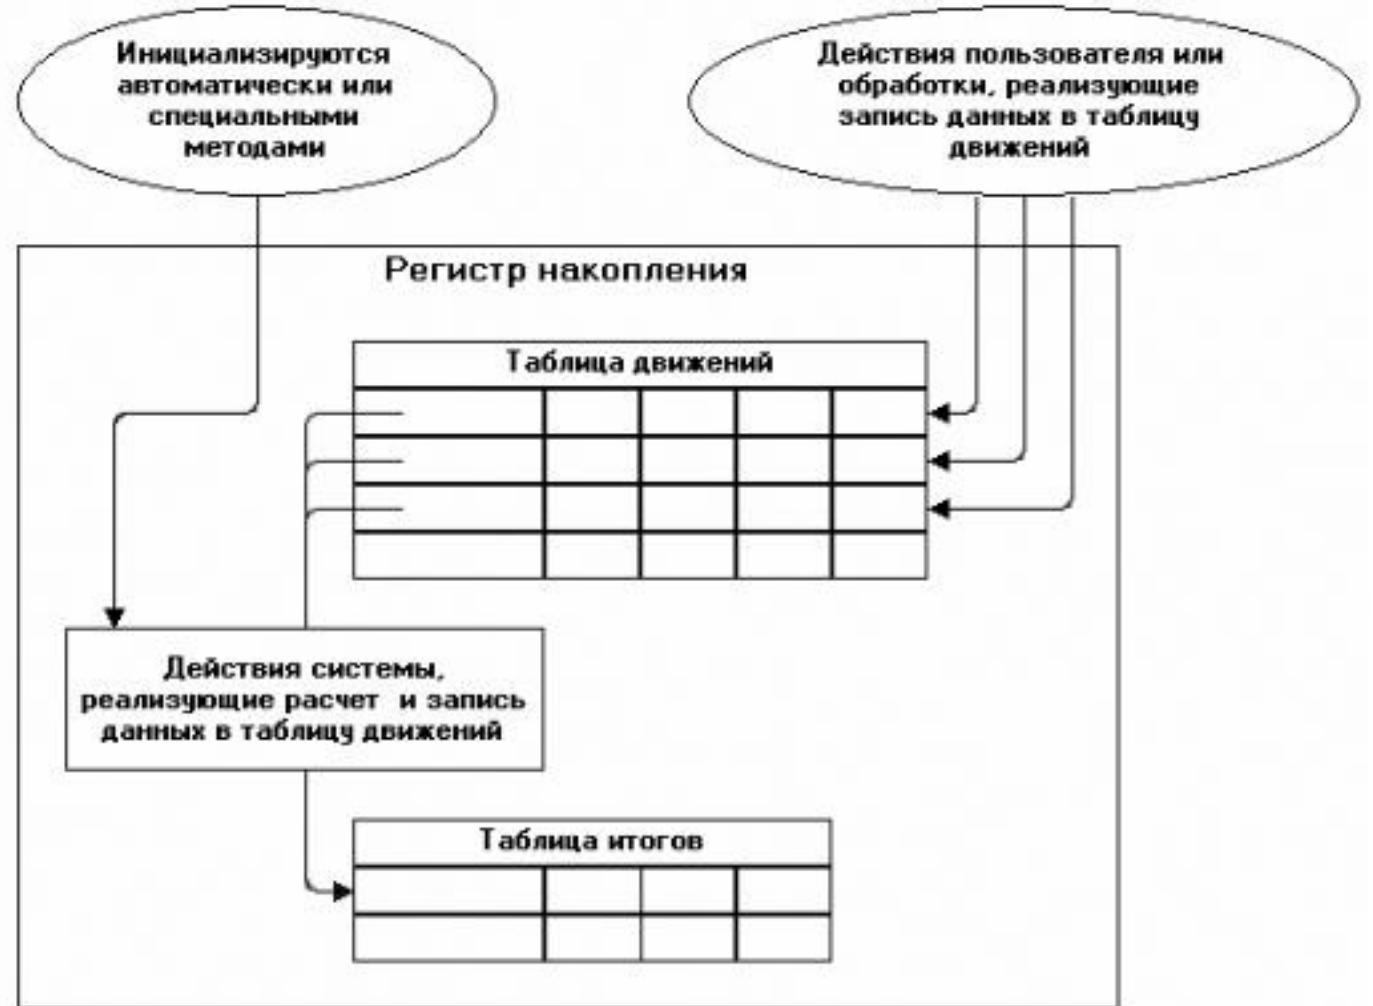 Инициализируются
автоматически или
специальными
методами
Действия пользователя или
обработки, реализующие
запись данных в таблицу
движений
Регистр накопления
Таблица движений
Действия системы,
реализующие расчет и запись
данных в таблицу движений
Таблица итогов